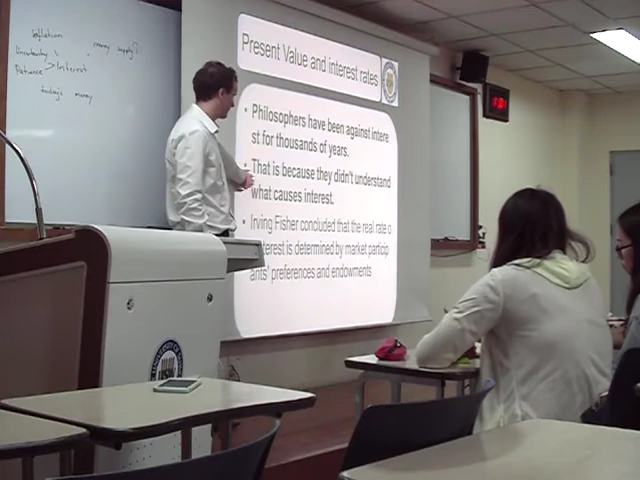 Inflation
Uncertainty
money supply?
Patience > Interest
today's money
Present Value and interest rates
• Philosophers have been against intere
st for thousands of years.
• That is because they didn't understand
what causes interest.
• Irving Fisher concluded that the real rate o
interest is determined by market particip
ants' preferences and endowments